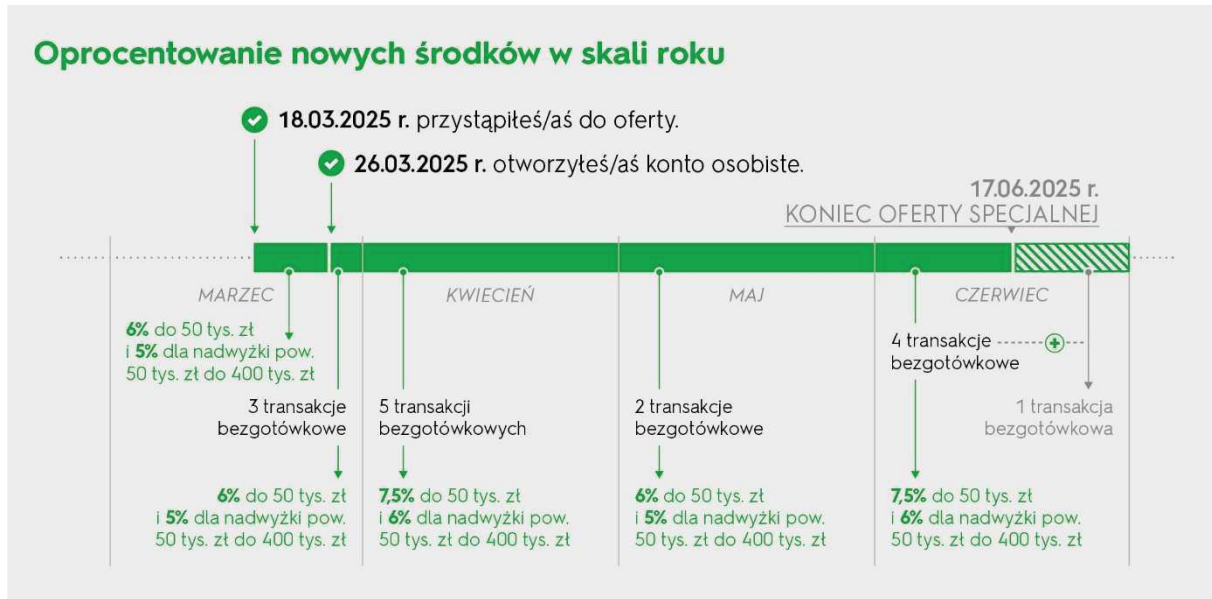 Oprocentowanie nowych środków w skali roku
18.03.2025 r. przystąpiłeś/aś do oferty.
26.03.2025 r. otworzyłeś/aś konto osobiste.
17.06.2025 r.
KONIEC OFERTY SPECJALNEJ
MARZEC
KWIECIEŃ
MAJ
CZERWIEC
6% do 50 tys. zł
i 5% dla nadwyżki pow.
50 tys. zł do 400 tys. zł
3 transakcje
bezgotówkowe
6% do 50 tys. zł
i 5% dla nadwyżki pow.
50 tys. zł do 400 tys. zł
5 transakcji
bezgotówkowych
7,5% do 50 tys. zł
i 6% dla nadwyżki pow.
50 tys. zł do 400 tys. zł
2 transakcje
bezgotówkowe
6% do 50 tys. zł
i 5% dla nadwyżki pow.
50 tys. zł do 400 tys. zł
4 transakcje
bezgotówkowe
1 transakcja
bezgotówkowa
7,5% do 50 tys. zł
i 6% dla nadwyżki pow.
50 tys. zł do 400 tys. zł